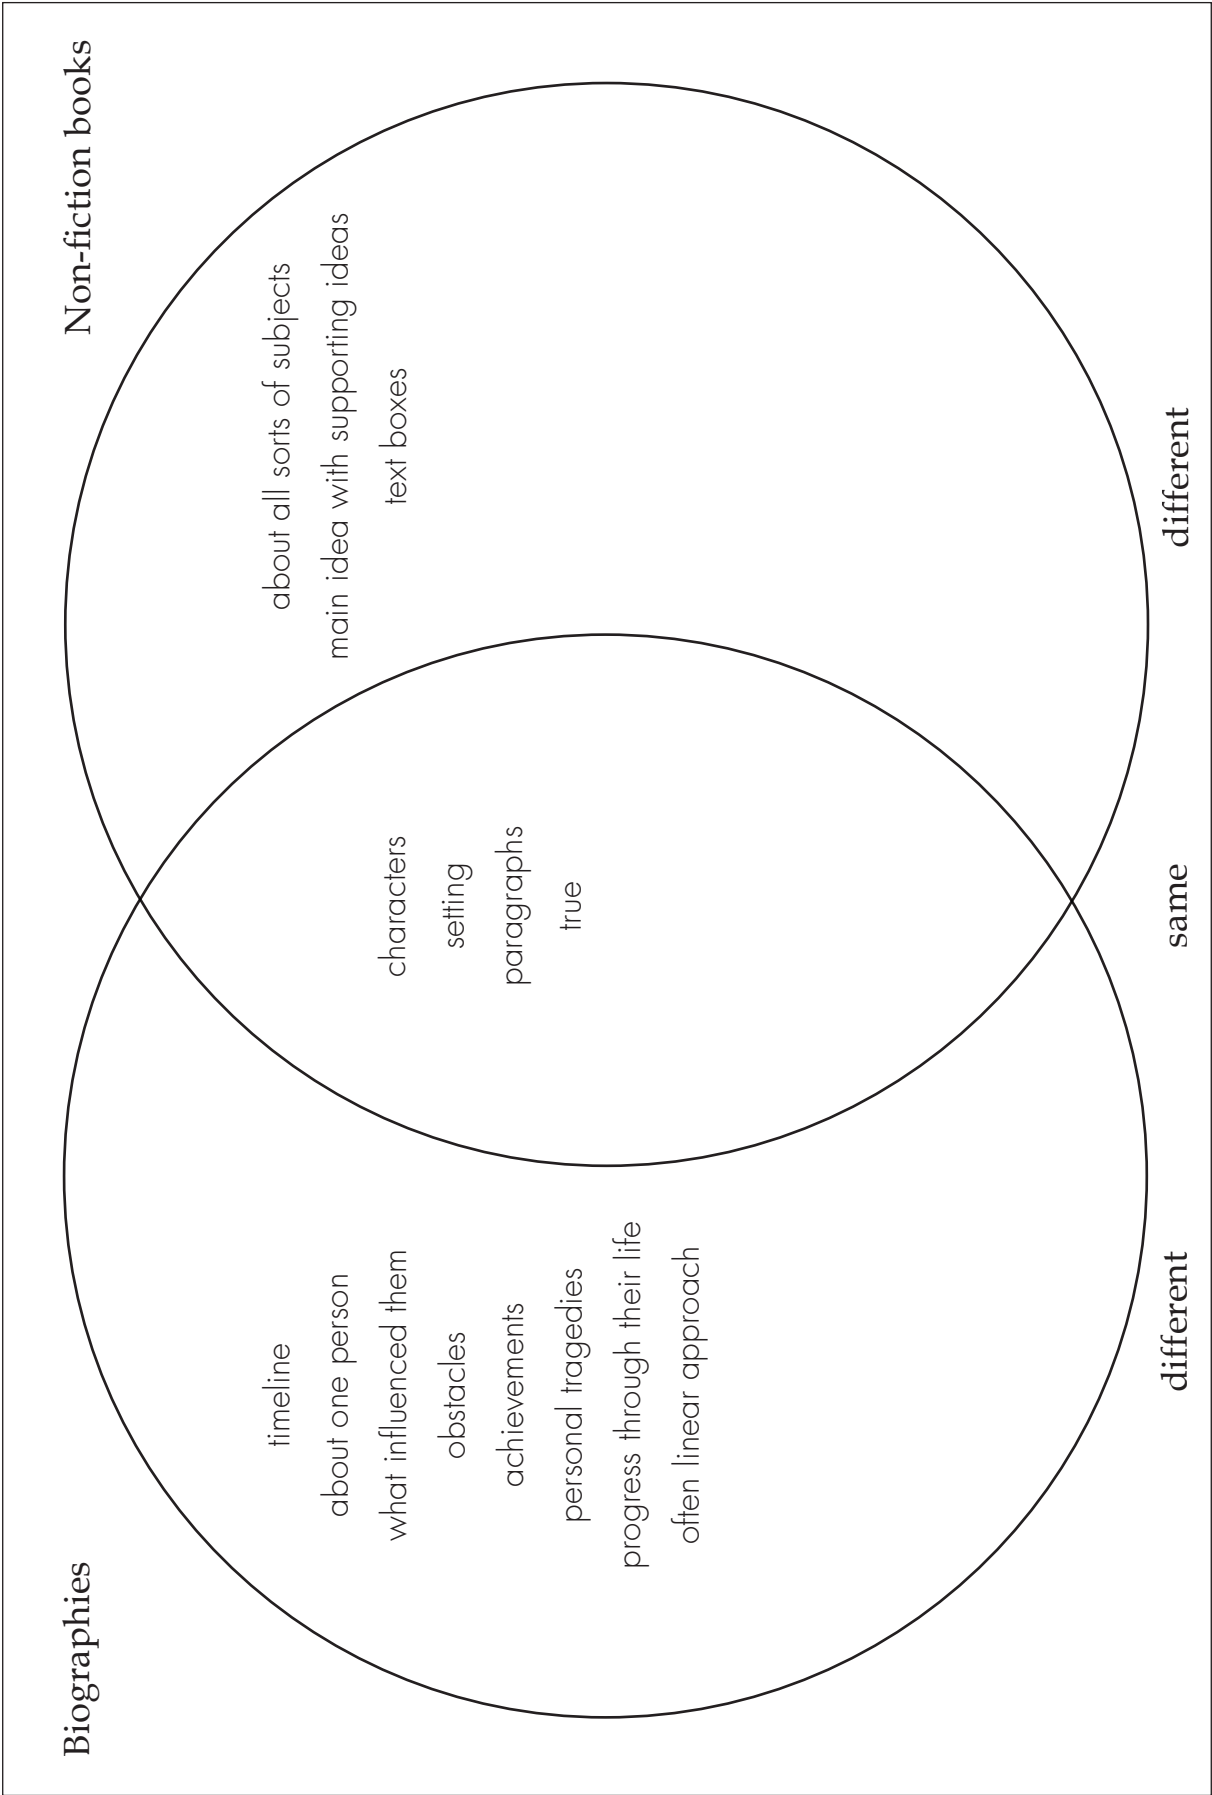 Biographies
Non-fiction books
timeline
about one person
what influenced them
obstacles
achievements
personal tragedies
progress through their life
often linear approach
characters
setting
paragraphs
true
about all sorts of subjects
main idea with supporting ideas
text boxes
different
same
different